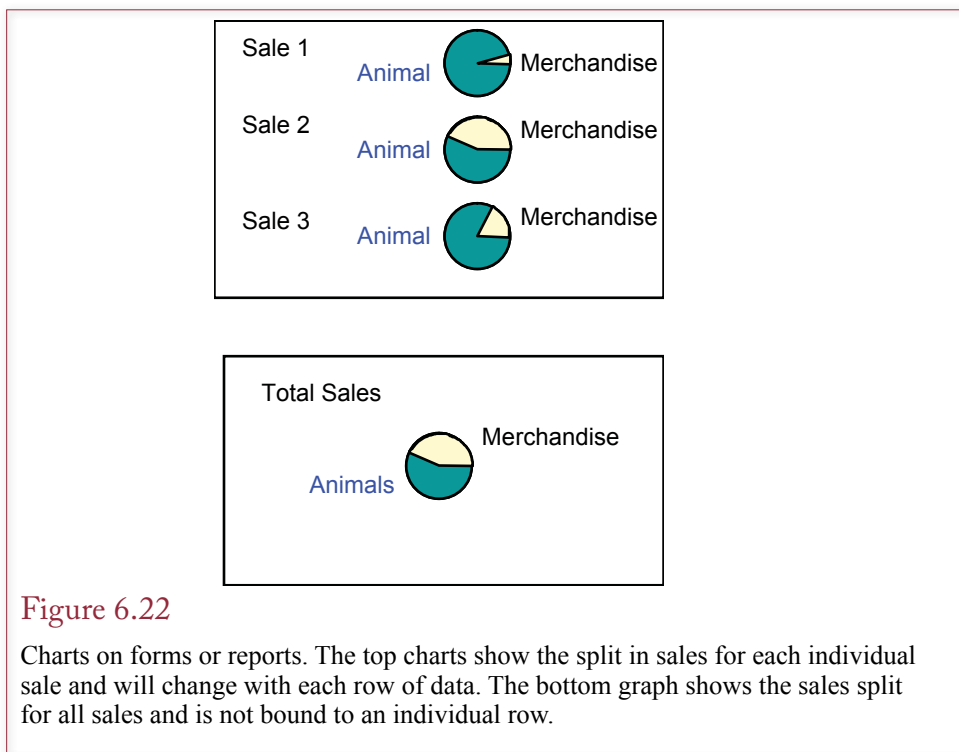 Sale 1
Animal
Merchandise
Sale 2
Animal
Merchandise
Sale 3
Animal
Merchandise
Total Sales
Merchandise
Animals
Figure 6.22
Charts on forms or reports. The top charts show the split in sales for each individual
sale and will change with each row of data. The bottom graph shows the sales split
for all sales and is not bound to an individual row.